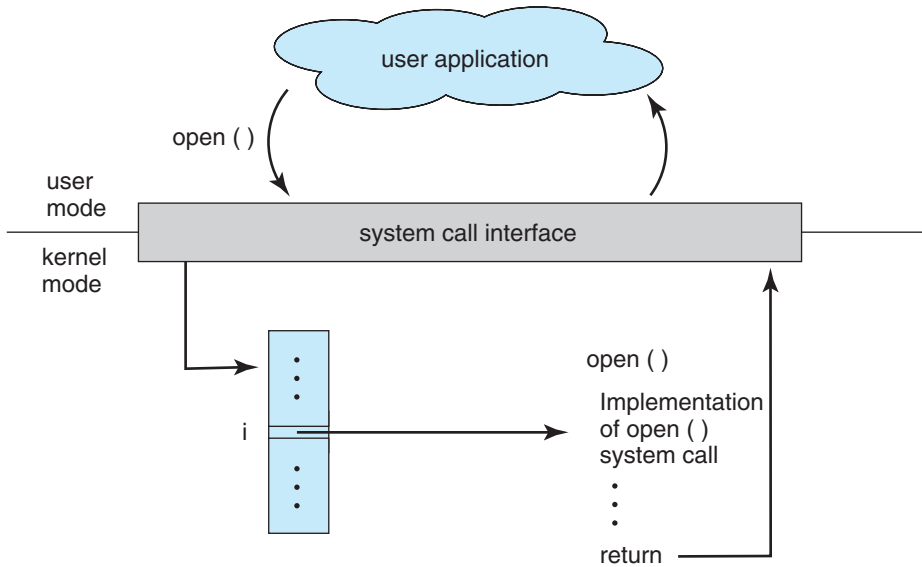 user application
open ( )
user
mode
system call interface
kernel
mode
open ( )
i
Implementation
of open ( )
system call
return